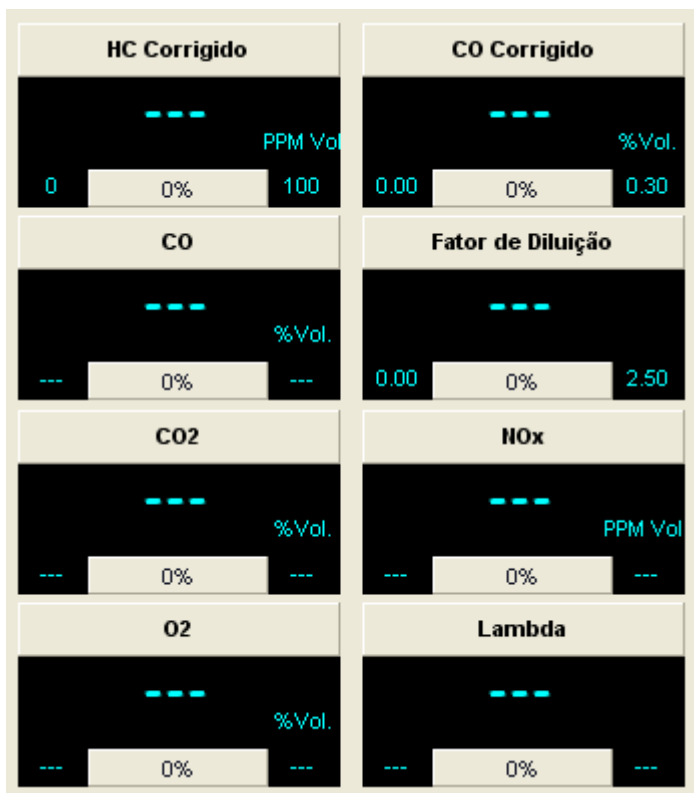 HC Corrigido
---
PPM Vol
0 0% 100
CO Corrigido
---
%Vol.
0.00 0% 0.30
CO
---
%Vol.
--- 0% ---
Fator de Diluição
---
0.00 0% 2.50
CO2
---
%Vol.
--- 0% ---
NOx
---
PPM Vol
--- 0% ---
O2
---
%Vol.
--- 0% ---
Lambda
---
--- 0% ---